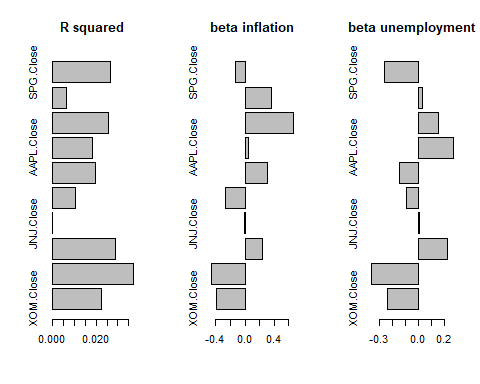 R squared
SPG.Close
AAPL.Close
JNJ.Close
XOM.Close
0.000
0.020
beta inflation
SPG.Close
AAPL.Close
JNJ.Close
XOM.Close
-0.4
0.0
0.4
beta unemployment
SPG.Close
AAPL.Close
JNJ.Close
XOM.Close
-0.3
0.0
0.2